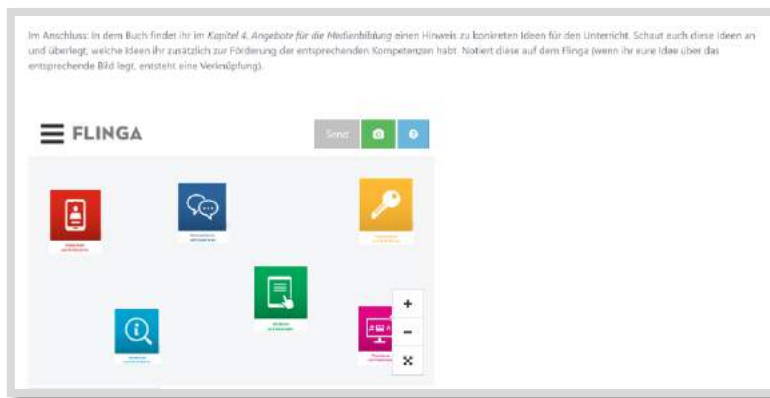 Im Anschluss: In dem Buch findet ihr im Kapitel 4. Angebote für die Medienbildung einen Hinweis zu konkreten Ideen für den Unterricht. Schaut euch diese Ideen an
und überlegt, welche Ideen ihr zusätzlich zur Förderung der entsprechenden Kompetenzen habt. Notiert diese auf dem Flinga (wenn ihr eure Idee über das
entsprechende Bild legt, entsteht eine Verknüpfung).
FLINGA
Send